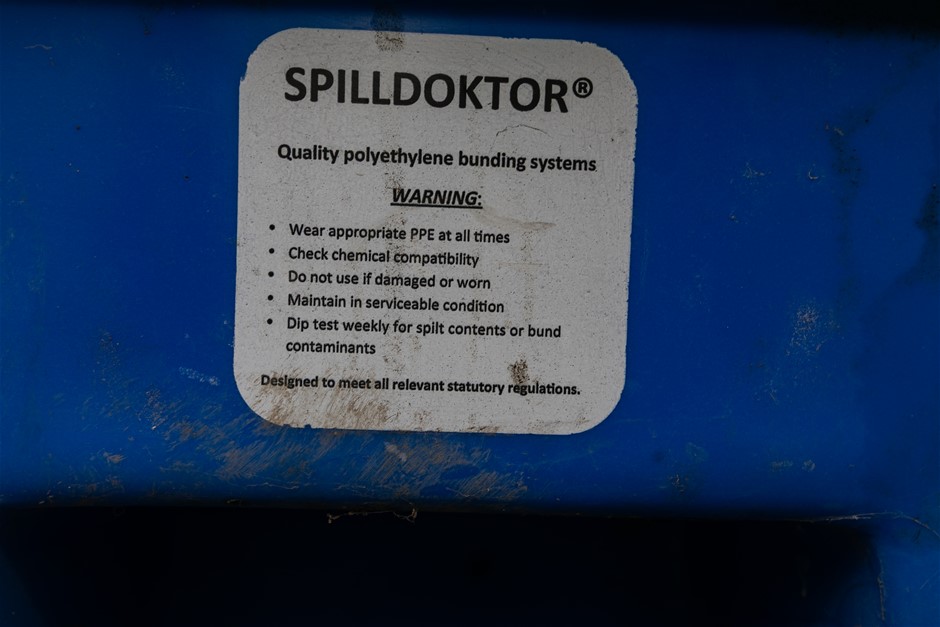 SPILLDOKTOR®
Quality polyethylene bunding systems
WARNING:
• Wear appropriate PPE at all times
• Check chemical compatibility
• Do not use if damaged or worn
• Maintain in serviceable condition
• Dip test weekly for spilt contents or bund
contaminants
Designed to meet all relevant statutory regulations.